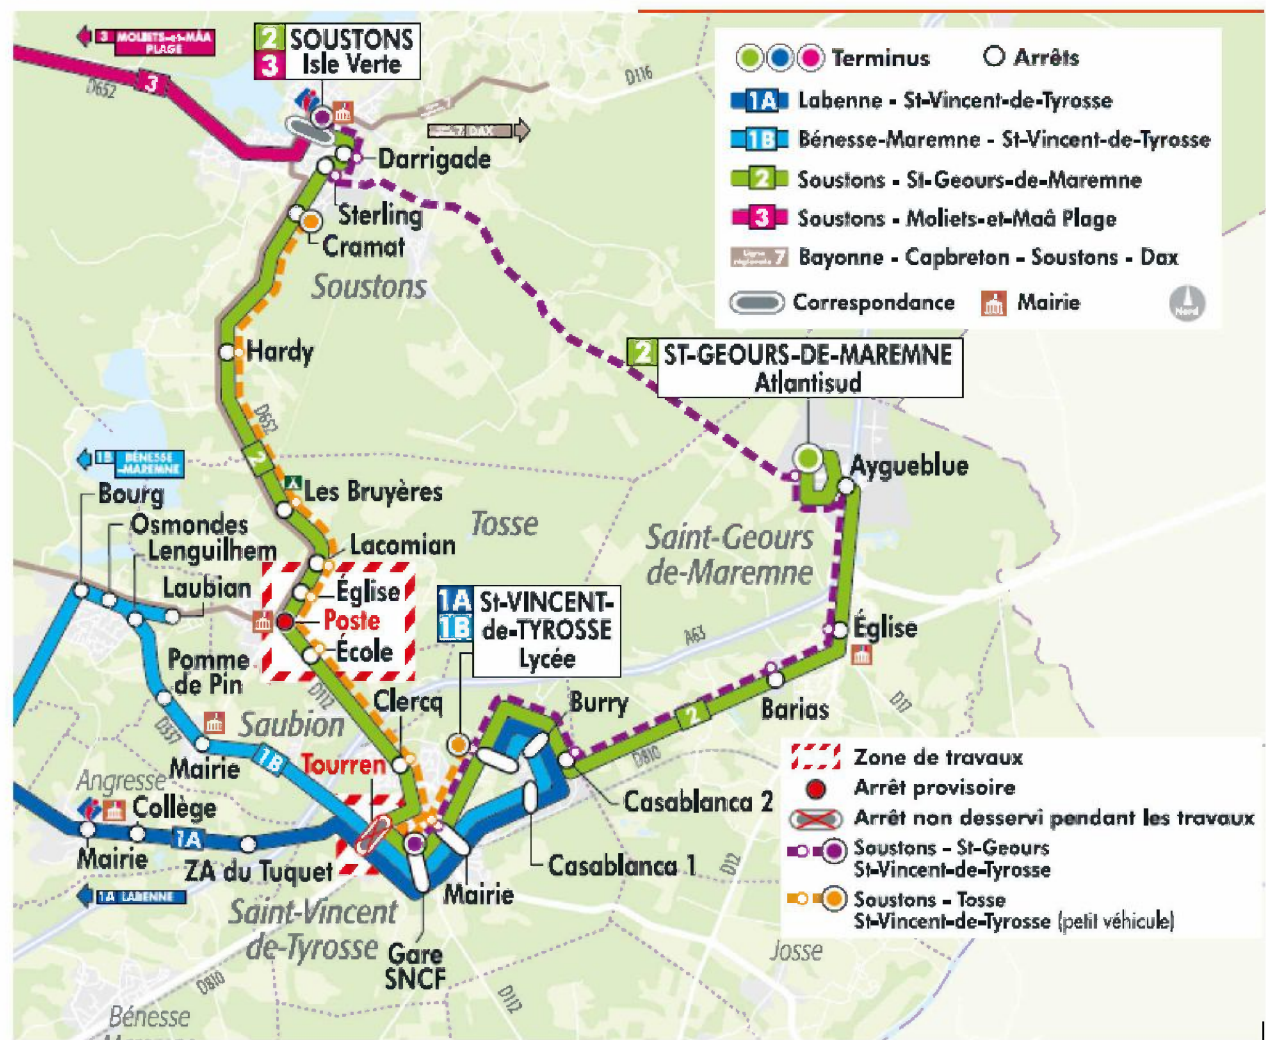 3 MOLIETS-et-MÂA
PLAGE
2 SOUSTONS
3 Isle Verte
D652
3
D116
7 DAX
Darrigade
Sterling
Cramat
Soustons
Hardy
D652
2
Terminus
Arrêts
1A Labenne - St-Vincent-de-Tyrosse
1B Bénesse-Maremne - St-Vincent-de-Tyrosse
2 Soustons - St-Geours-de-Maremne
3 Soustons - Moliets-et-Maâ Plage
Ligne
régionale 7 Bayonne - Capbreton - Soustons - Dax
Correspondance
Mairie
Nord
2 ST-GEOURS-DE-MAREMNE
Atlantisud
Aygueblue
1B BÉNESSE
-MAREMNE
Bourg
Osmondes
Lenguilhem
Laubian
Les Bruyères
Lacomian
Tosse
Saint-Geours
de-Maremne
Église
Poste
École
1A St-VINCENT-
1B de-TYROSSE
Lycée
A63
Église
D17
Pomme
de Pin
D112
Clercq
Burry
2
Barias
D810
D337
Saubion
Mairie
1B
Tourren
Angresse
Collège
1A
Mairie
ZA du Tuquet
1A LABENNE
Casablanca 2
Casablanca 1
Mairie
D12
Saint-Vincent
de-Tyrosse
Gare
SNCF
D810
D112
Josse
Bénesse
Zone de travaux
Arrêt provisoire
Arrêt non desservi pendant les travaux
Soustons - St-Geours
St-Vincent-de-Tyrosse
Soustons - Tosse
St-Vincent-de-Tyrosse (petit véhicule)